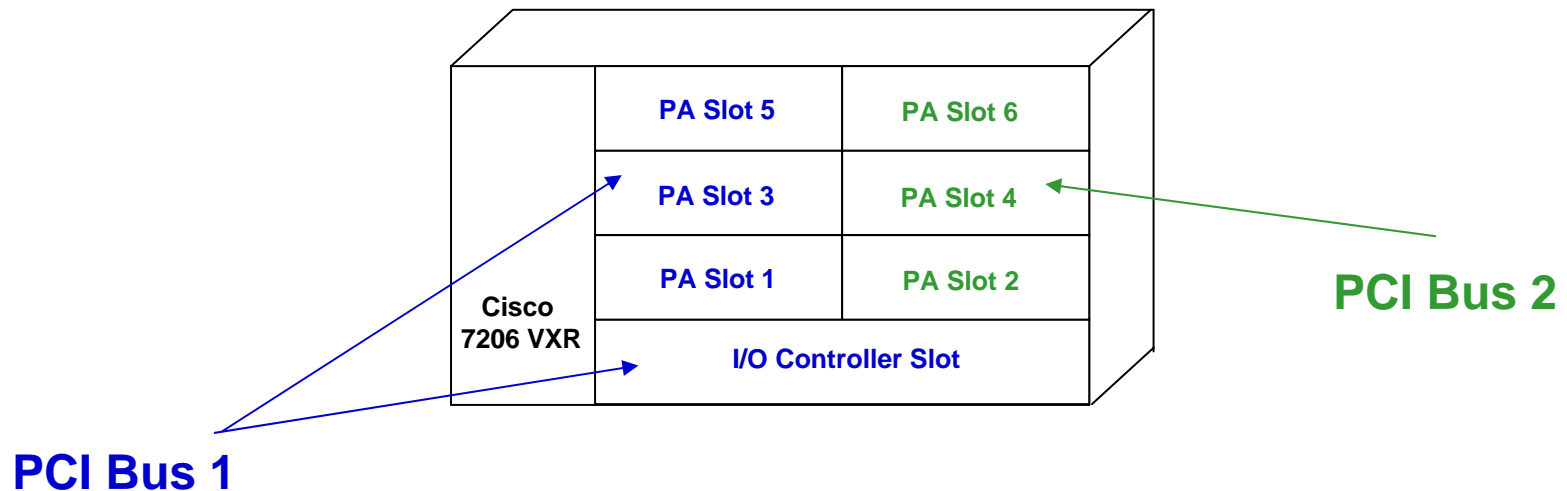 PA Slot 5
PA Slot 6
PA Slot 3
PA Slot 4
PA Slot 1
PA Slot 2
Cisco
7206 VXR
I/O Controller Slot
PCI Bus 2
PCI Bus 1